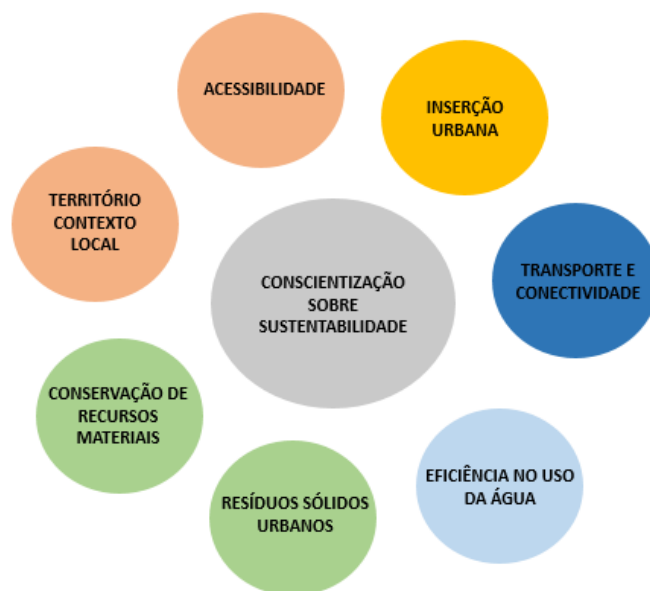 ACESSIBILIDADE
INSERÇÃO
URBANA
TERRITÓRIO
CONTEXTO
LOCAL
TRANSPORTE E
CONECTIVIDADE
CONSCIENTIZAÇÃO
SOBRE
SUSTENTABILIDADE
CONSERVAÇÃO DE
RECURSOS
MATERIAIS
EFICIÊNCIA NO USO
DA ÁGUA
RESÍDUOS SÓLIDOS
URBANOS